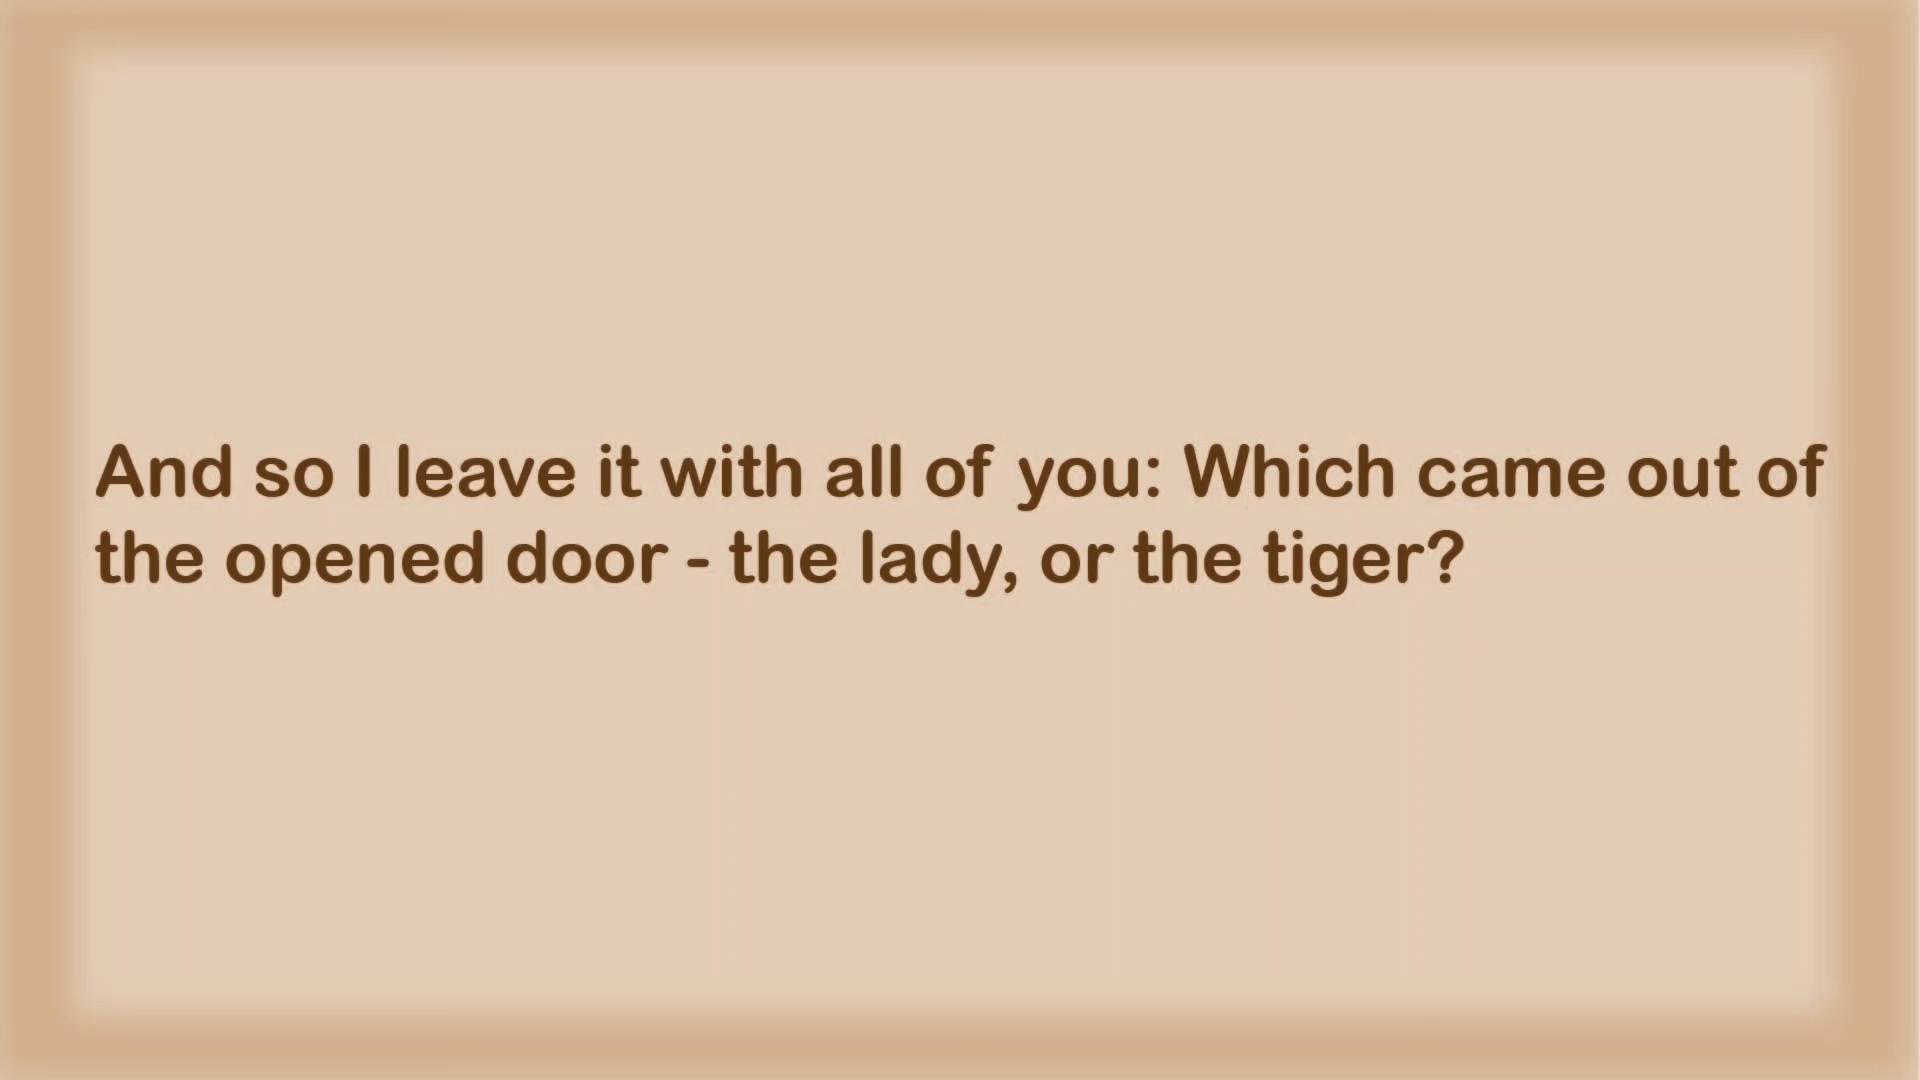 And so I leave it with all of you: Which came out of
the opened door - the lady, or the tiger?